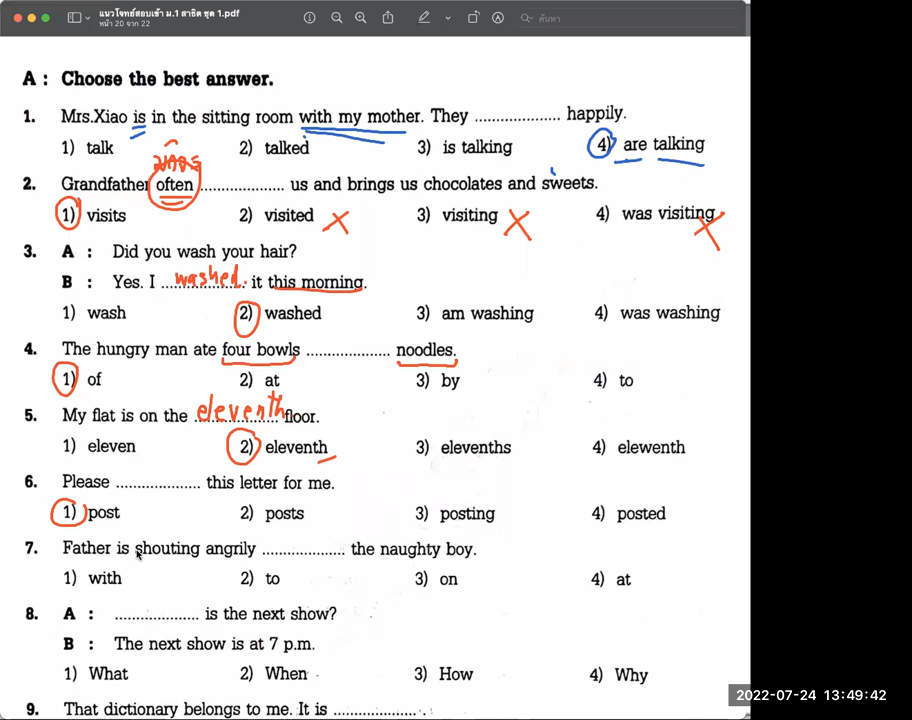 แนวโจทย์สอบเข้า ม.1 สาธิต ชุด 1.pdf
หน้า 20 จาก 22
ค้นหา
A : Choose the best answer.
1. Mrs.Xiao is in the sitting room with my mother. They .................... happily.
1) talk 2) talked 3) is talking 4) are talking
2. Grandfather often .................... us and brings us chocolates and sweets.
1) visits 2) visited 3) visiting 4) was visiting
3. A : Did you wash your hair?
B : Yes. I ....washed.... it this morning.
1) wash 2) washed 3) am washing 4) was washing
4. The hungry man ate four bowls .................... noodles.
1) of 2) at 3) by 4) to
5. My flat is on the eleventh floor.
1) eleven 2) eleventh 3) elevenths 4) elewenth
6. Please .................... this letter for me.
1) post 2) posts 3) posting 4) posted
7. Father is shouting angrily .................... the naughty boy.
1) with 2) to 3) on 4) at
8. A : .................... is the next show?
B : The next show is at 7 p.m.
1) What 2) When 3) How 4) Why
9. That dictionary belongs to me. It is .................... .
2022-07-24 13:49:42